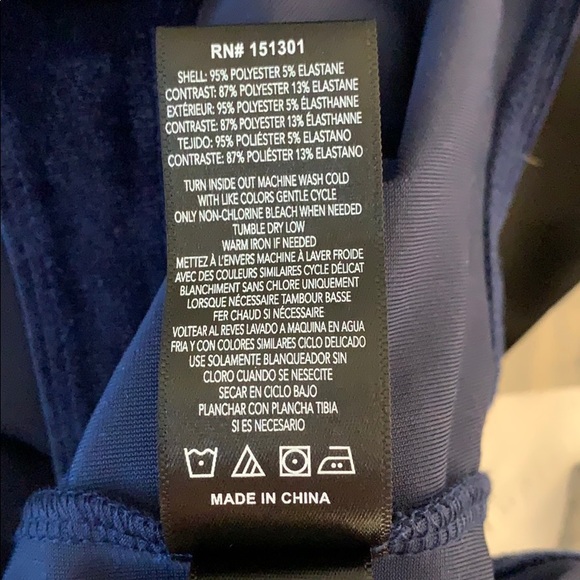 RN# 151301
SHELL: 95% POLYESTER 5% ELASTANE
CONTRAST: 87% POLYESTER 13% ELASTANE
EXTÉRIEUR: 95% POLYESTER 5% ÉLASTHANNE
CONTRASTE: 87% POLYESTER 13% ÉLASTHANNE
TEJIDO: 95% POLIÉSTER 5% ELASTANO
CONTRASTE: 87% POLIÉSTER 13% ELASTANO
TURN INSIDE OUT MACHINE WASH COLD
WITH LIKE COLORS GENTLE CYCLE
ONLY NON-CHLORINE BLEACH WHEN NEEDED
TUMBLE DRY LOW
WARM IRON IF NEEDED
METTEZ À L'ENVERS MACHINE À LAVER FROIDE
AVEC DES COULEURS SIMILAIRES CYCLE DÉLICAT
BLANCHIMENT SANS CHLORE UNIQUEMENT
LORSQUE NÉCESSAIRE TAMBOUR BASSE
FER CHAUD SI NÉCESSAIRE
VOLTEAR AL REVES LAVADO A MAQUINA EN AGUA
FRIA Y CON COLORES SIMILARES CICLO DELICADO
USE SOLAMENTE BLANQUEADOR SIN
CLORO CUANDO SE NESECITE
SECAR EN CICLO BAJO
PLANCHAR CON PLANCHA TIBIA
SI ES NECESARIO
MADE IN CHINA